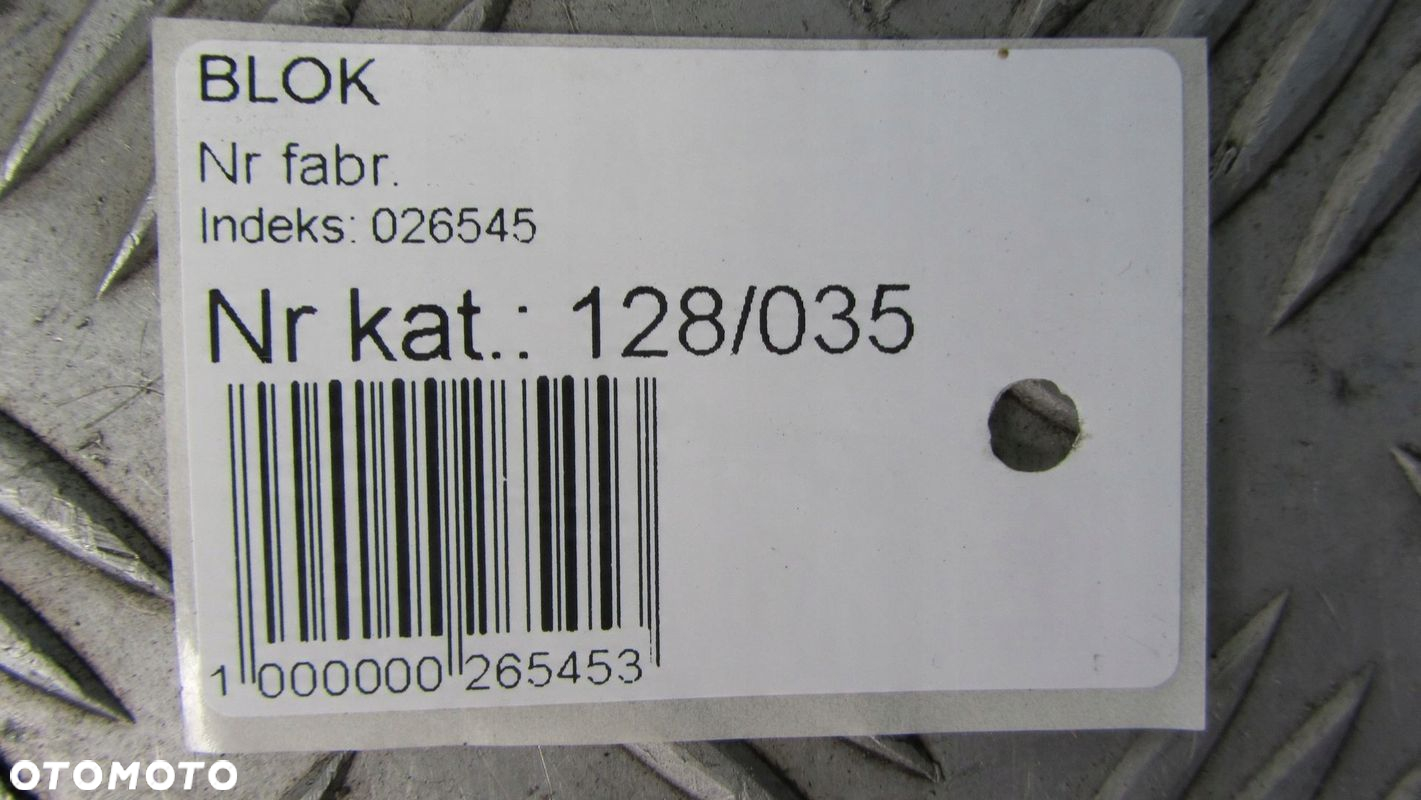 BLOK
Nr fabr.
Indeks: 026545
Nr kat.: 128/035
1 000000 265453
OTOMOTO